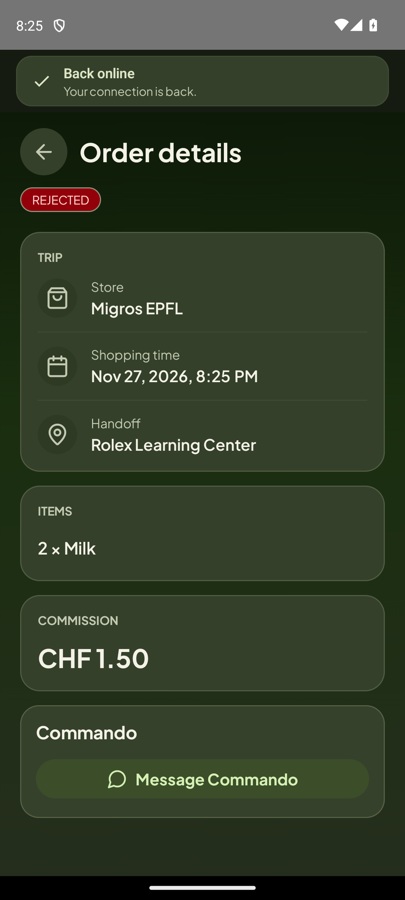 8:25
Back online
Your connection is back.
Order details
REJECTED
TRIP
Store
Migros EPFL
Shopping time
Nov 27, 2026, 8:25 PM
Handoff
Rolex Learning Center
ITEMS
2 × Milk
COMMISSION
CHF 1.50
Commando
Message Commando